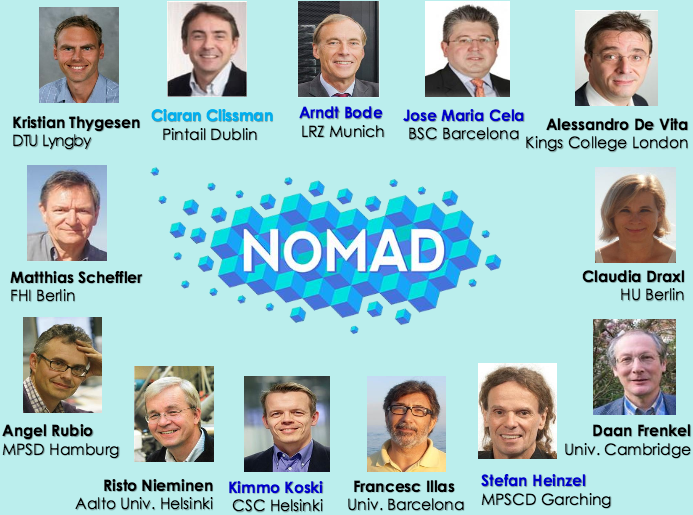 Kristian Thygesen
DTU Lyngby
Ciaran Clissman
Pintail Dublin
Arndt Bode
LRZ Munich
Jose Maria Cela
BSC Barcelona
Alessandro De Vita
Kings College London
Matthias Scheffler
FHI Berlin
NOMAD
Claudia Draxl
HU Berlin
Angel Rubio
MPSD Hamburg
Risto Nieminen
Aalto Univ. Helsinki
Kimmo Koski
CSC Helsinki
Francesc Illas
Univ. Barcelona
Stefan Heinzel
MPSCD Garching
Daan Frenkel
Univ. Cambridge